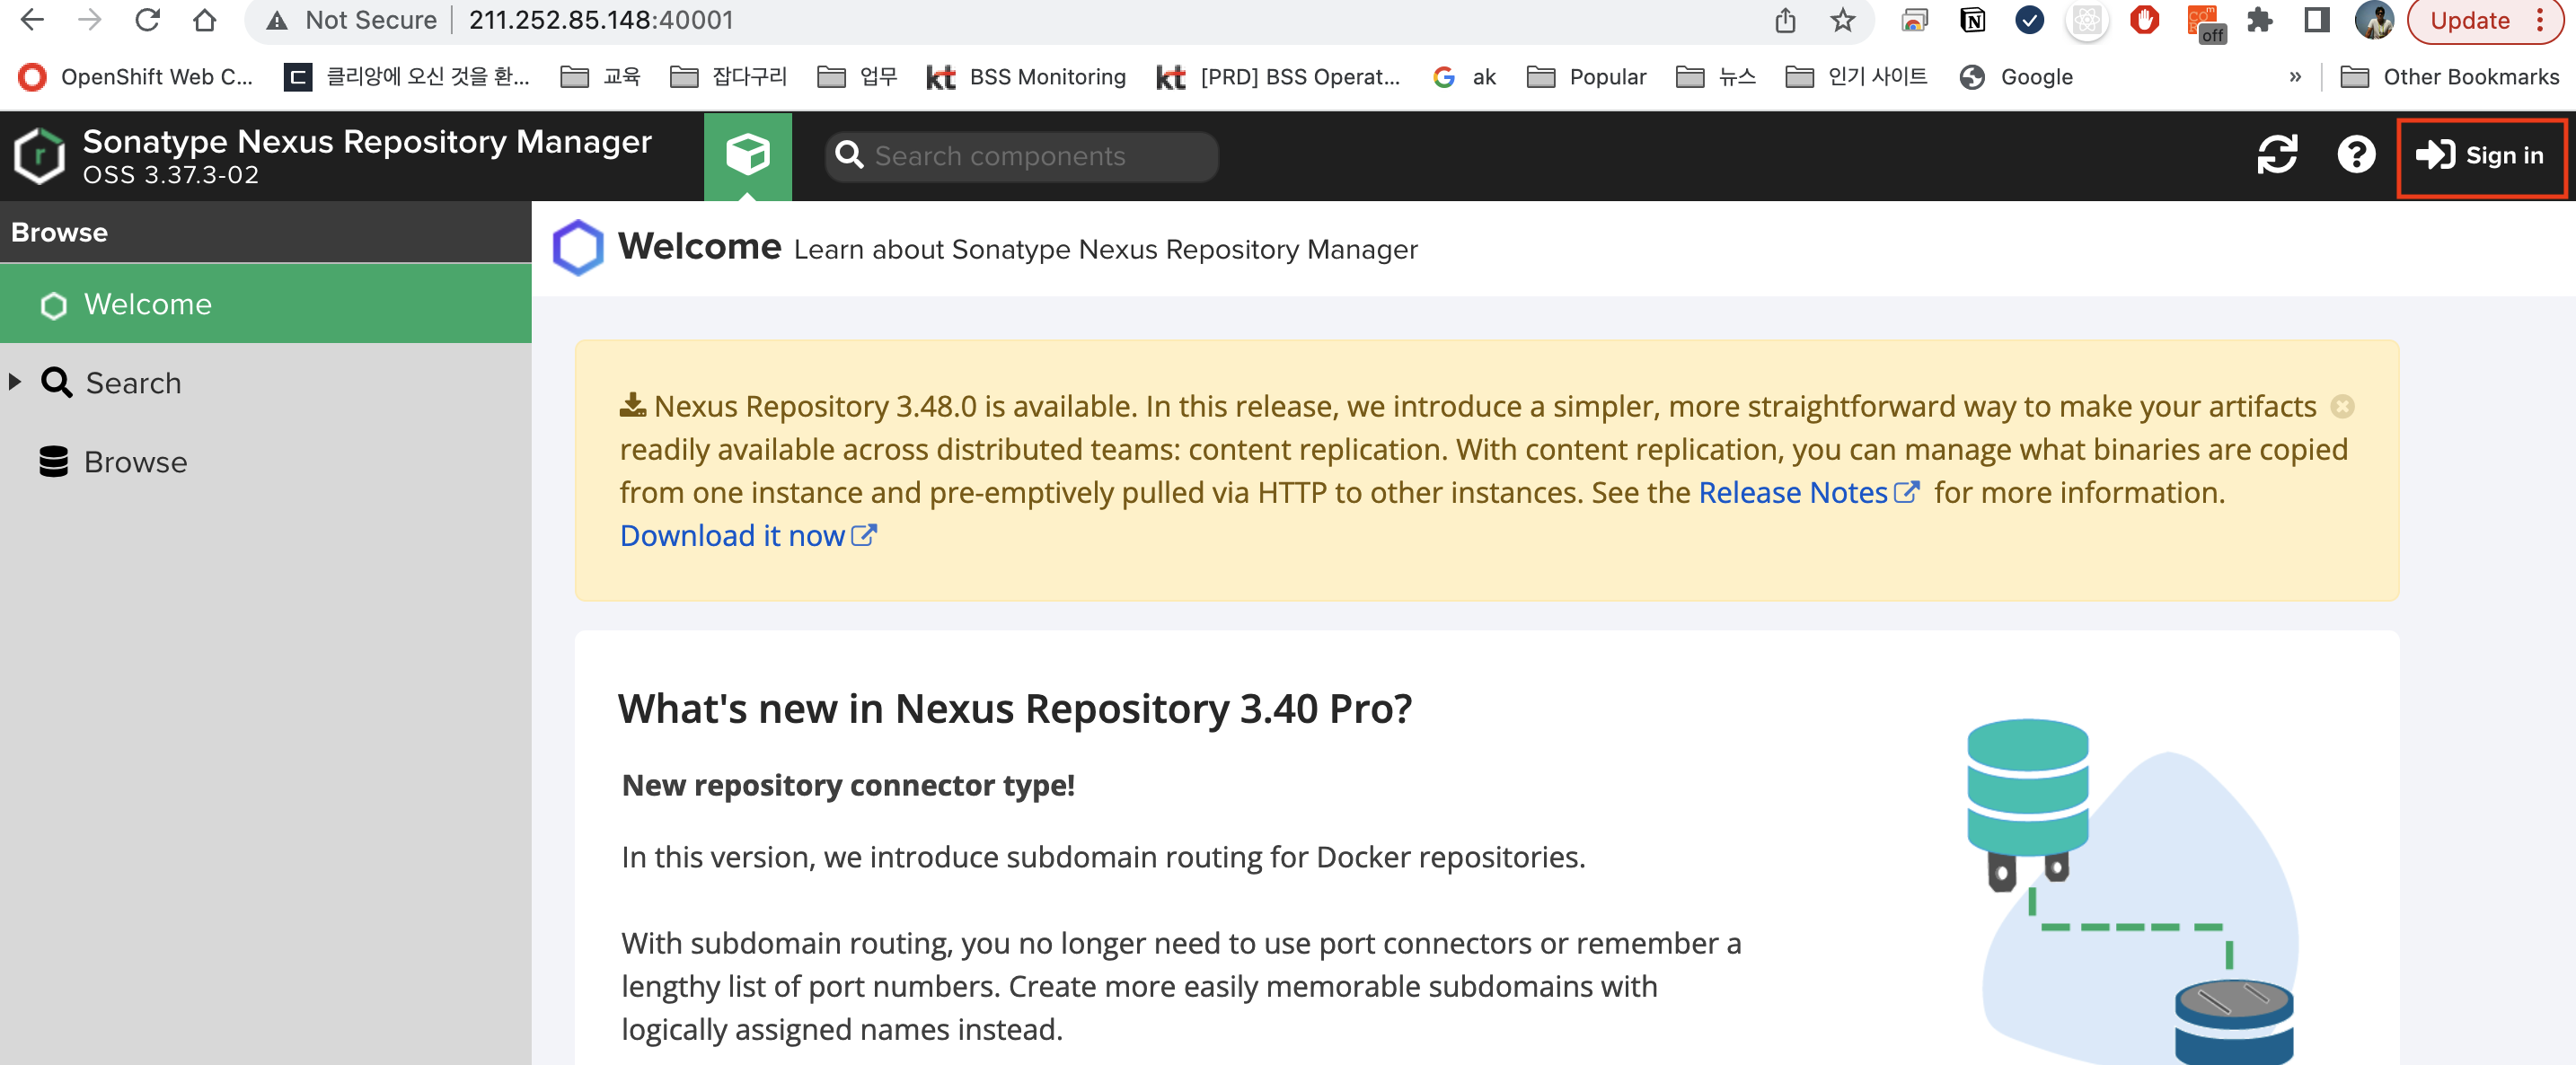 Not Secure 211.252.85.148:40001
off
Update
OpenShift Web C...
클리앙에 오신 것을 환...
교육
잡다구리
업무
kt BSS Monitoring
kt [PRD] BSS Operat...
ak
Popular
뉴스
인기 사이트
Google
»
Other Bookmarks
Sonatype Nexus Repository Manager
OSS 3.37.3-02
Search components
Sign in
Browse
Welcome Learn about Sonatype Nexus Repository Manager
Welcome
Search
Browse
Nexus Repository 3.48.0 is available. In this release, we introduce a simpler, more straightforward way to make your artifacts
readily available across distributed teams: content replication. With content replication, you can manage what binaries are copied
from one instance and pre-emptively pulled via HTTP to other instances. See the Release Notes for more information.
Download it now
What's new in Nexus Repository 3.40 Pro?
New repository connector type!
In this version, we introduce subdomain routing for Docker repositories.
With subdomain routing, you no longer need to use port connectors or remember a
lengthy list of port numbers. Create more easily memorable subdomains with
logically assigned names instead.